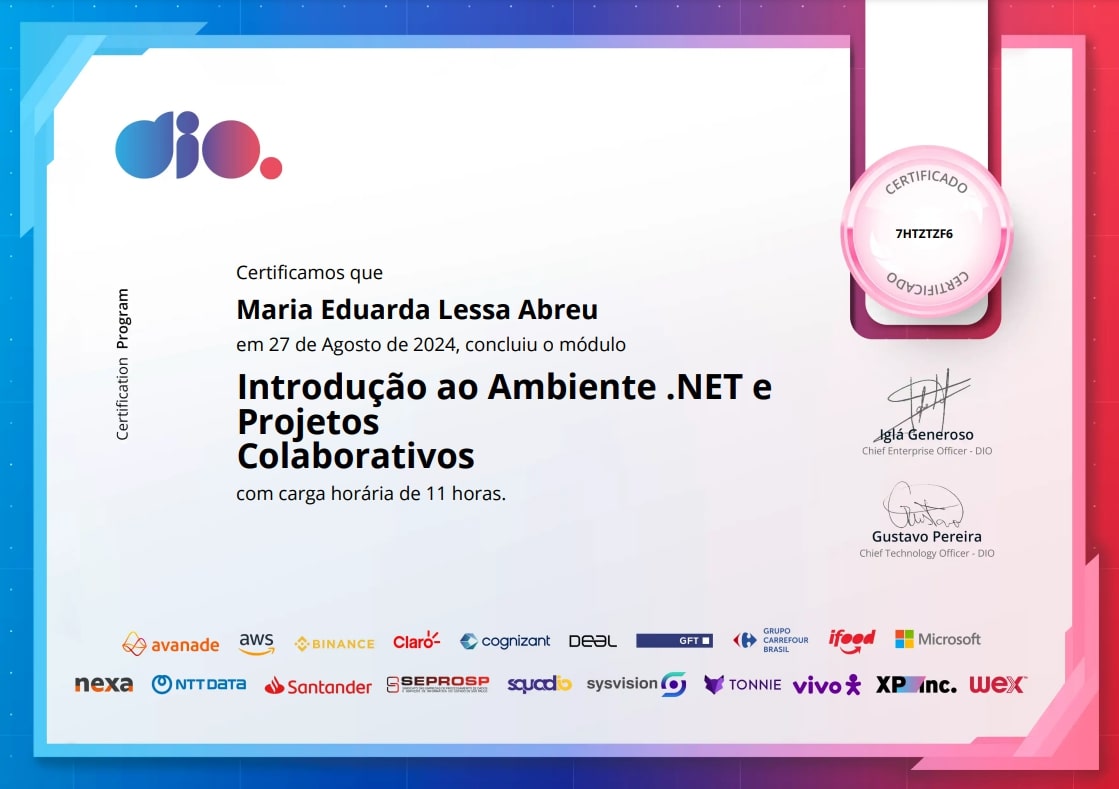 dio.
CERTIFICADO
7HTZTZF6
CERTIFICADO
Certification Program
Certificamos que
Maria Eduarda Lessa Abreu
em 27 de Agosto de 2024, concluiu o módulo
Introdução ao Ambiente .NET e
Projetos
Colaborativos
com carga horária de 11 horas.
Iglá Generoso
Chief Enterprise Officer - DIO
Gustavo Pereira
Chief Technology Officer - DIO
avanade aws BINANCE Claro cognizant DEAL GFT GRUPO CARREFOUR BRASIL ifood Microsoft
nexa NTT DATA Santander SEPROSP squadio sysvision TONNIE vivo XP inc. wex